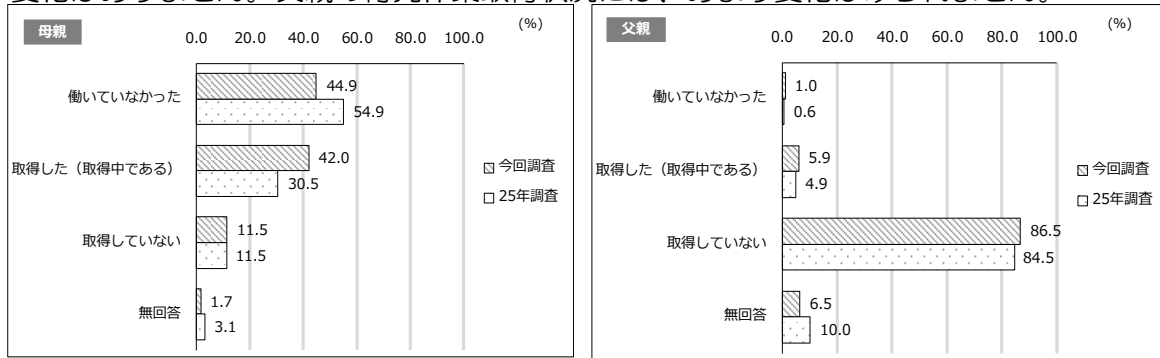 母親
(%)
0.0 20.0 40.0 60.0 80.0 100.0
働いていなかった
44.9
54.9
取得した（取得中である）
42.0
30.5
取得していない
11.5
11.5
無回答
1.7
3.1
今回調査
25年調査
父親
(%)
0.0 20.0 40.0 60.0 80.0 100.0
働いていなかった
1.0
0.6
取得した（取得中である）
5.9
4.9
取得していない
86.5
84.5
無回答
6.5
10.0
今回調査
25年調査